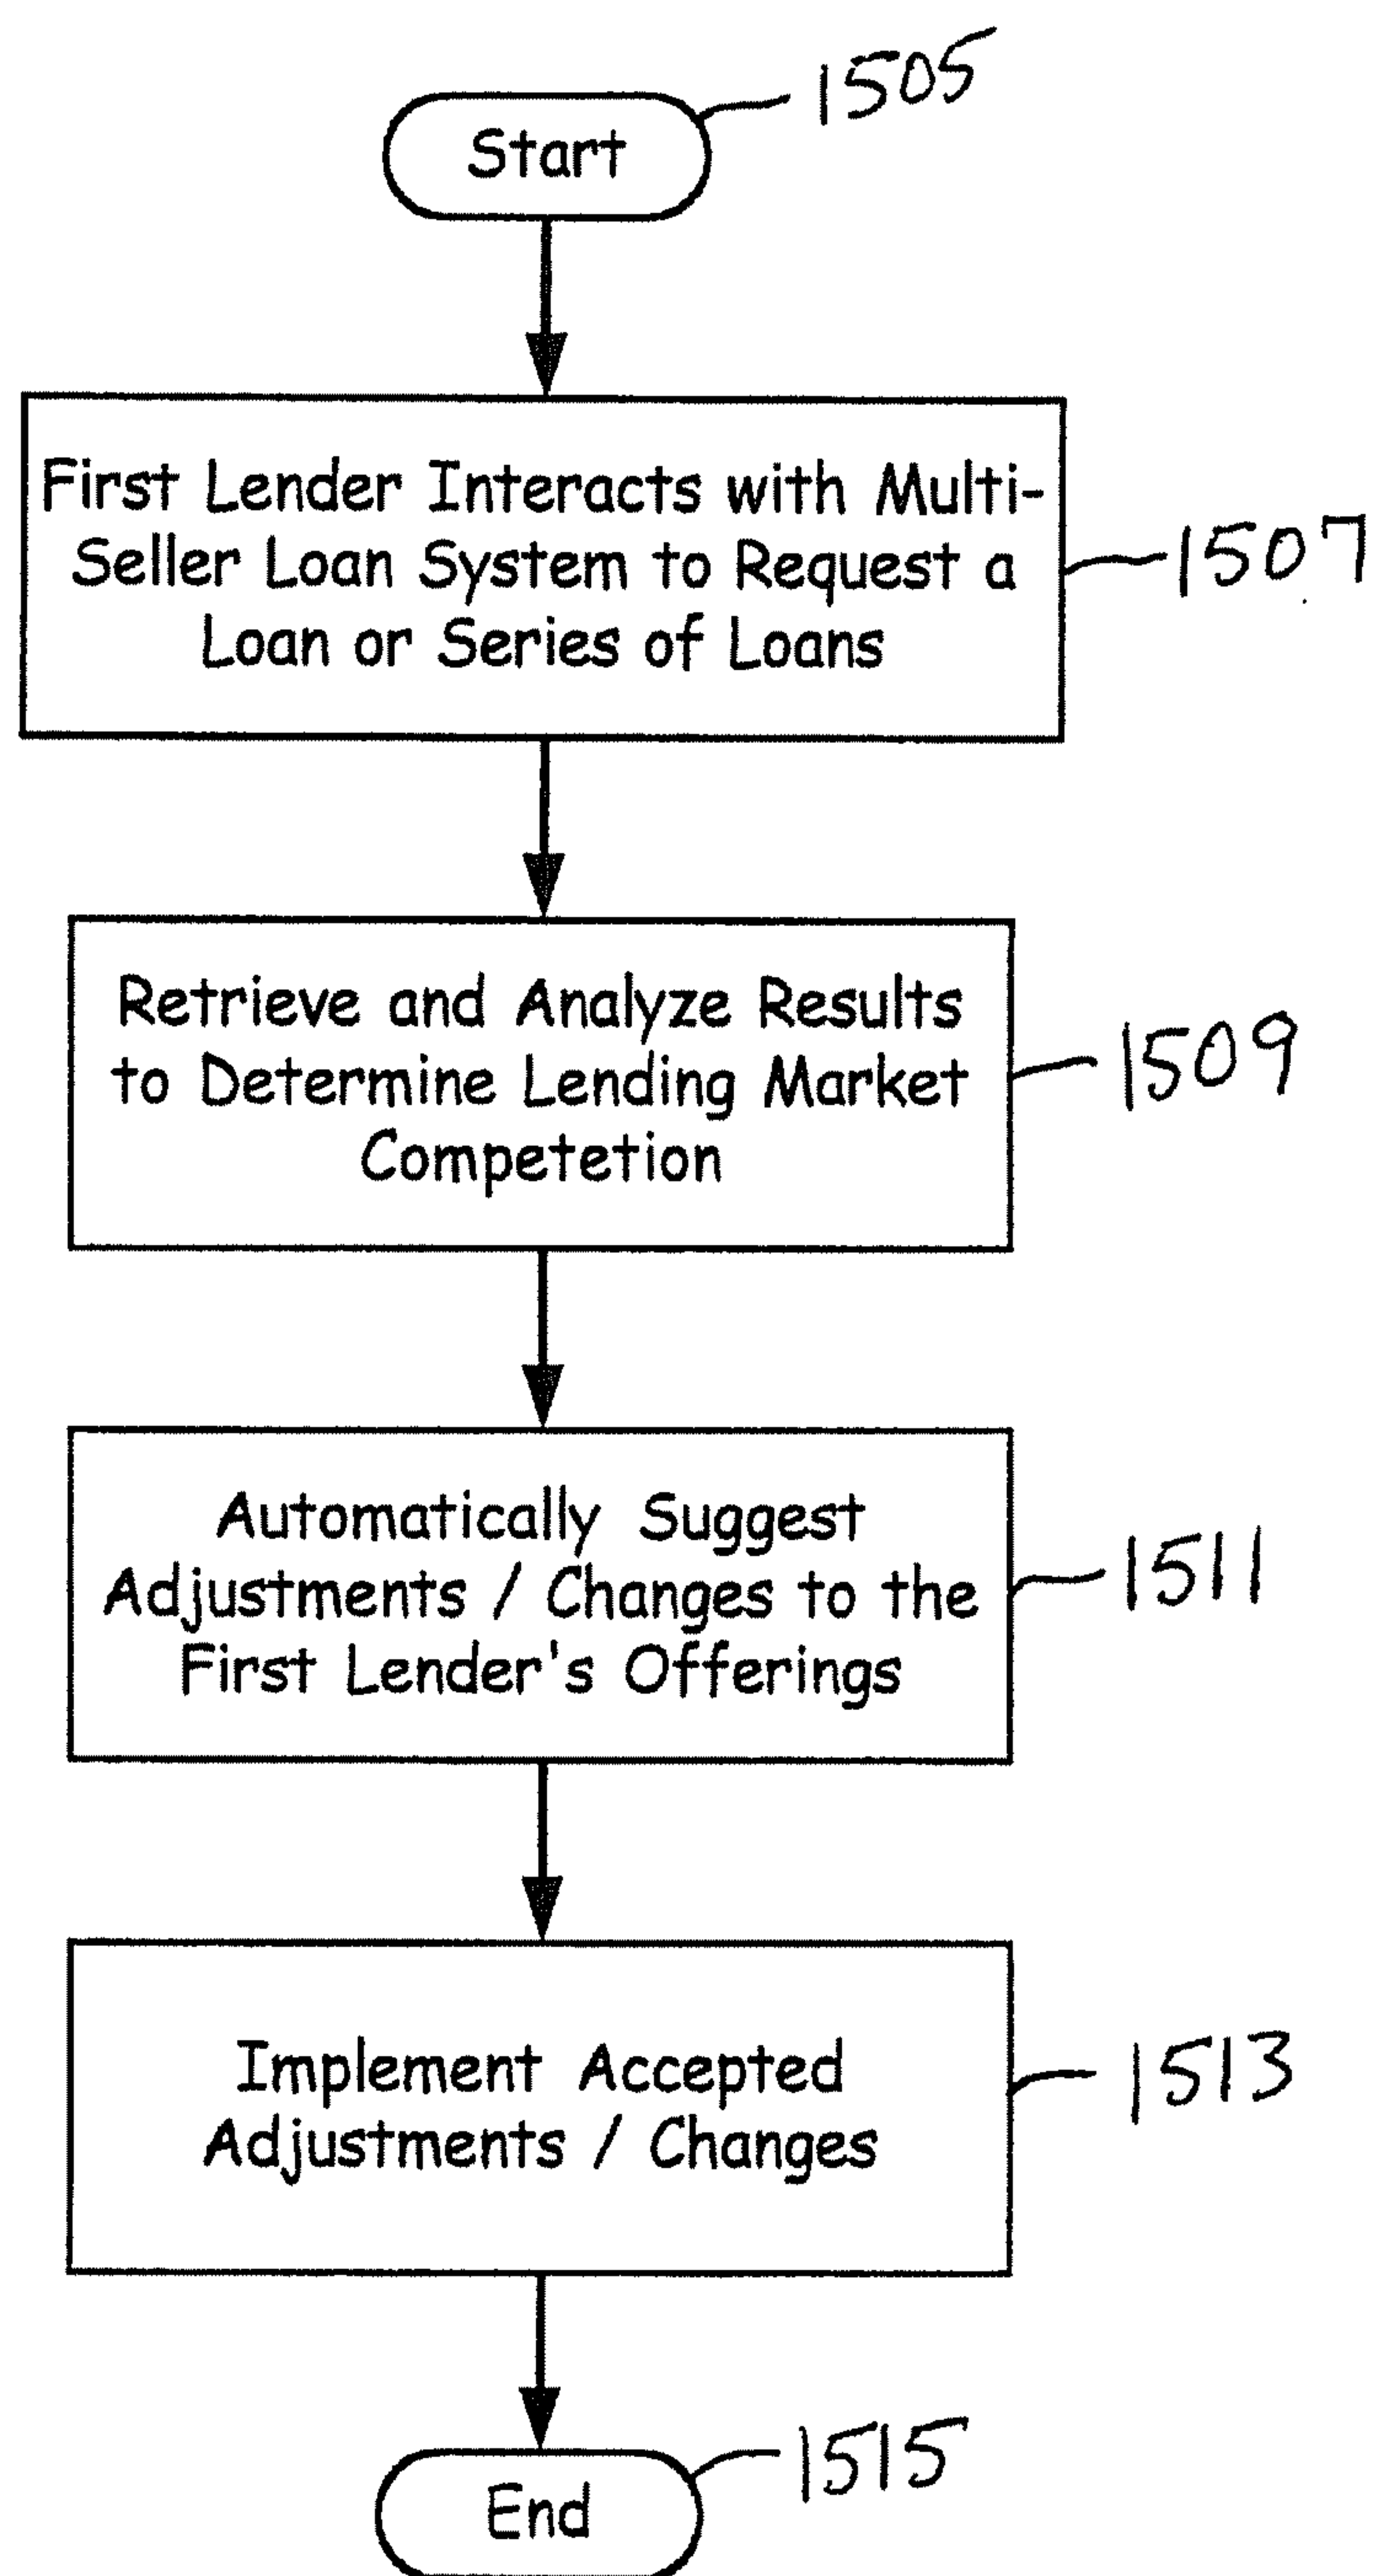 1505
Start
First Lender Interacts with Multi-
Seller Loan System to Request a
Loan or Series of Loans
1507
Retrieve and Analyze Results
to Determine Lending Market
Competetion
1509
Automatically Suggest
Adjustments / Changes to the
First Lender's Offerings
1511
Implement Accepted
Adjustments / Changes
1513
1515
End